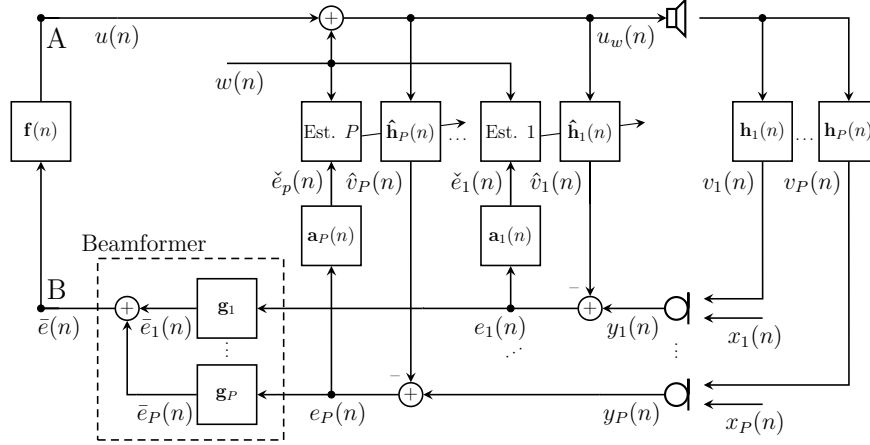 A u(n) + u_w(n)
w(n)
f(n) Est. P ĥ_P(n) ... Est. 1 ĥ_1(n) h_1(n) ... h_P(n)
ě_p(n) v̂_P(n) ě_1(n) v̂_1(n) v_1(n) v_P(n)
a_P(n) a_1(n)
Beamformer
B + g_1 − +
ē(n) ē_1(n) e_1(n) y_1(n) x_1(n)
⋮ ⋰ ⋮
g_P − +
ē_P(n) e_P(n) y_P(n) x_P(n)